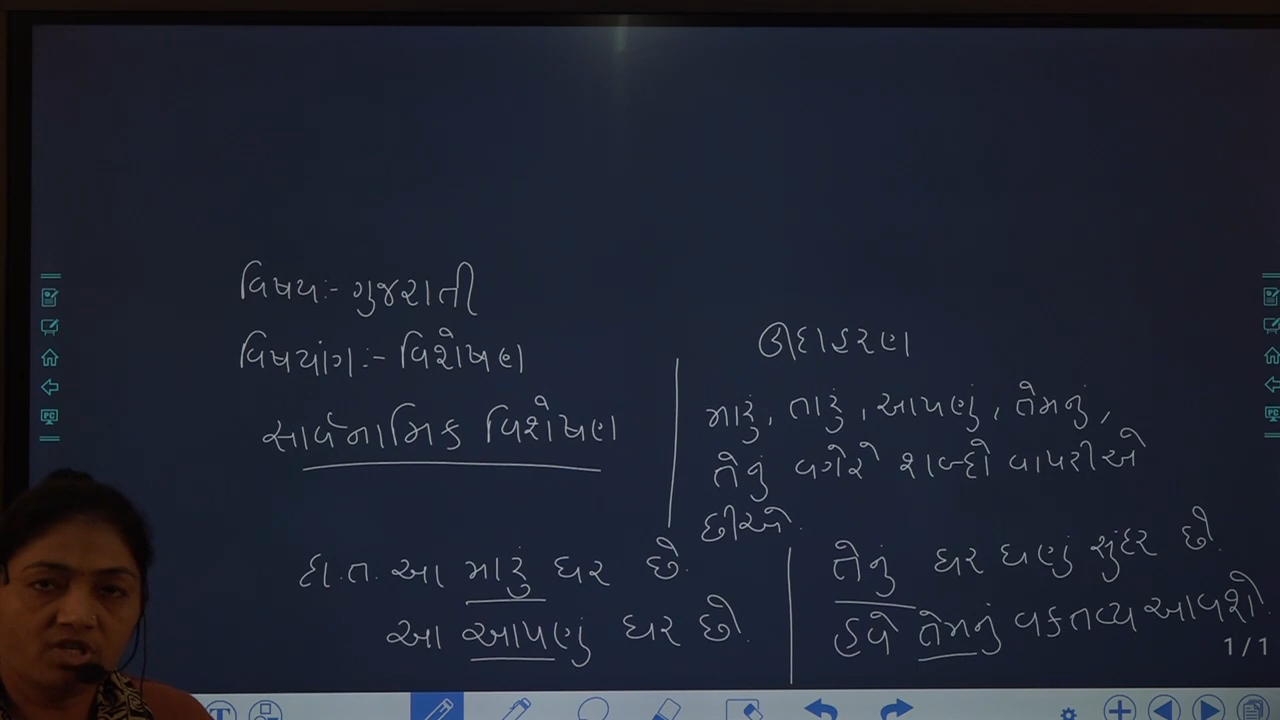 વિષય:- ગુજરાતી
વિષયાંગ:- વિશેષણ
સાર્વનામિક વિશેષણ
ઊદાહરણ
મારું, તારું, આપણું, તેમનું,
તેનું વગેરે શબ્દો વાપરીએ
છીએ.
દા.ત. આ મારું ઘર છે.
આ આપણું ઘર છે.
તેનું ઘર ઘણું સુંદર છે.
હવે તેમનું વક્તવ્ય આવશે.
1/1